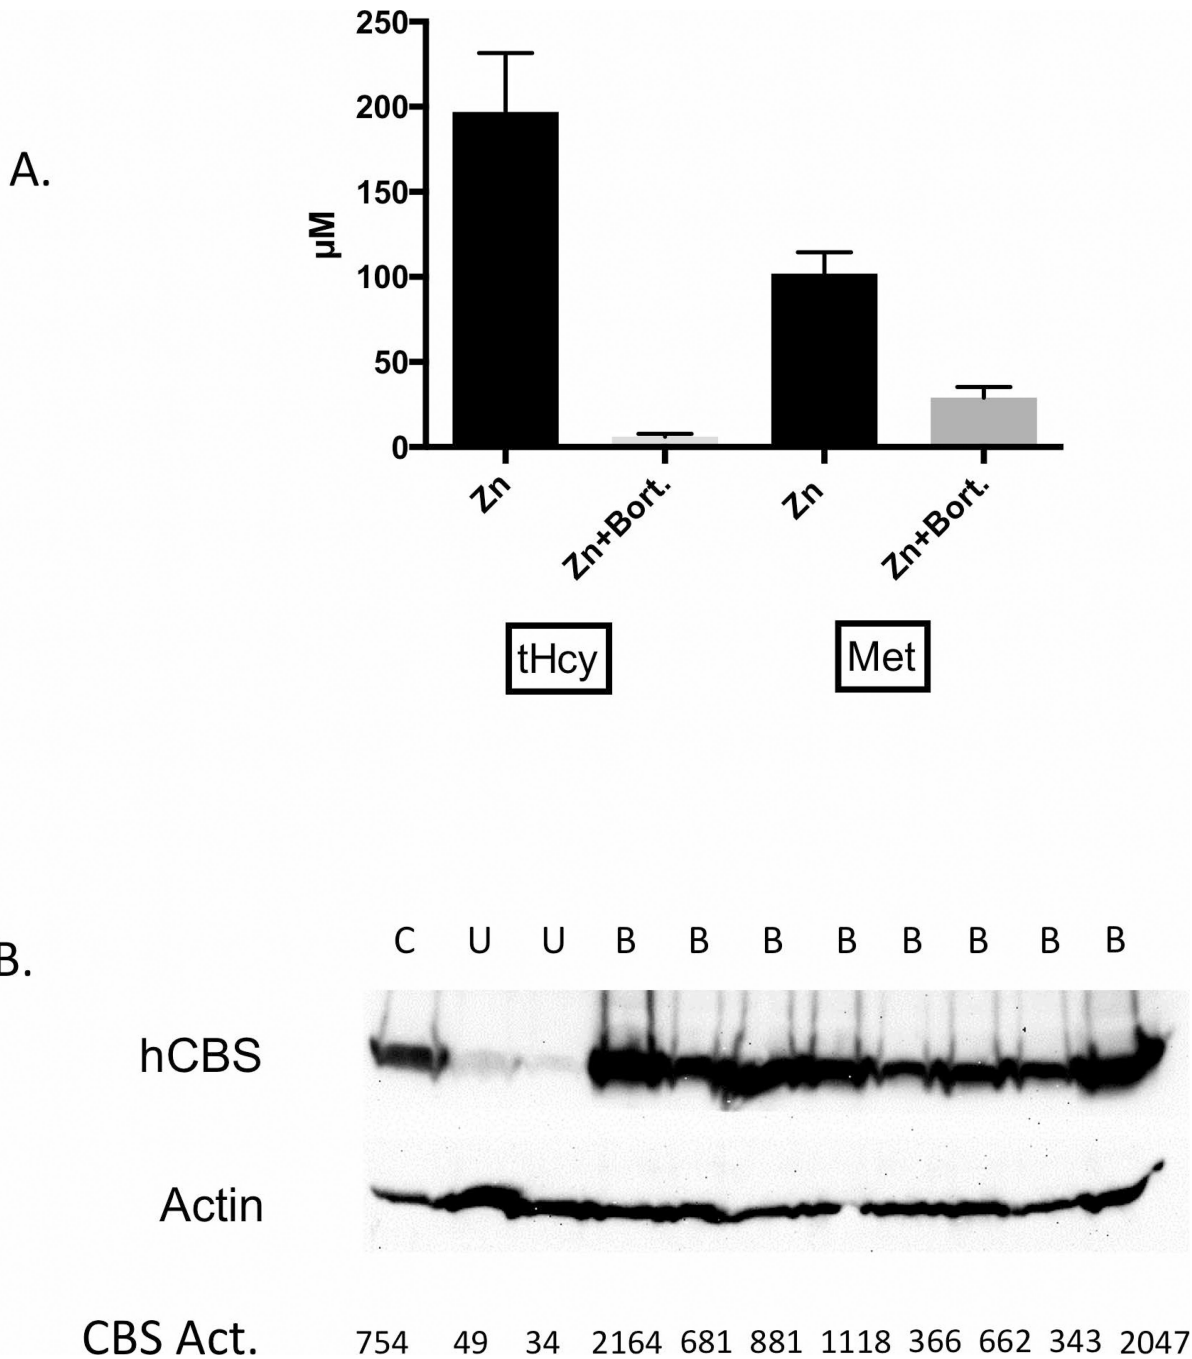 A.
250
200
150
100
50
0
µM
Zn
Zn+Bort.
Zn
Zn+Bort.
tHcy
Met
B.
C U U B B B B B B B B
hCBS
Actin
CBS Act. 754 49 34 2164 681 881 1118 366 662 343 2047